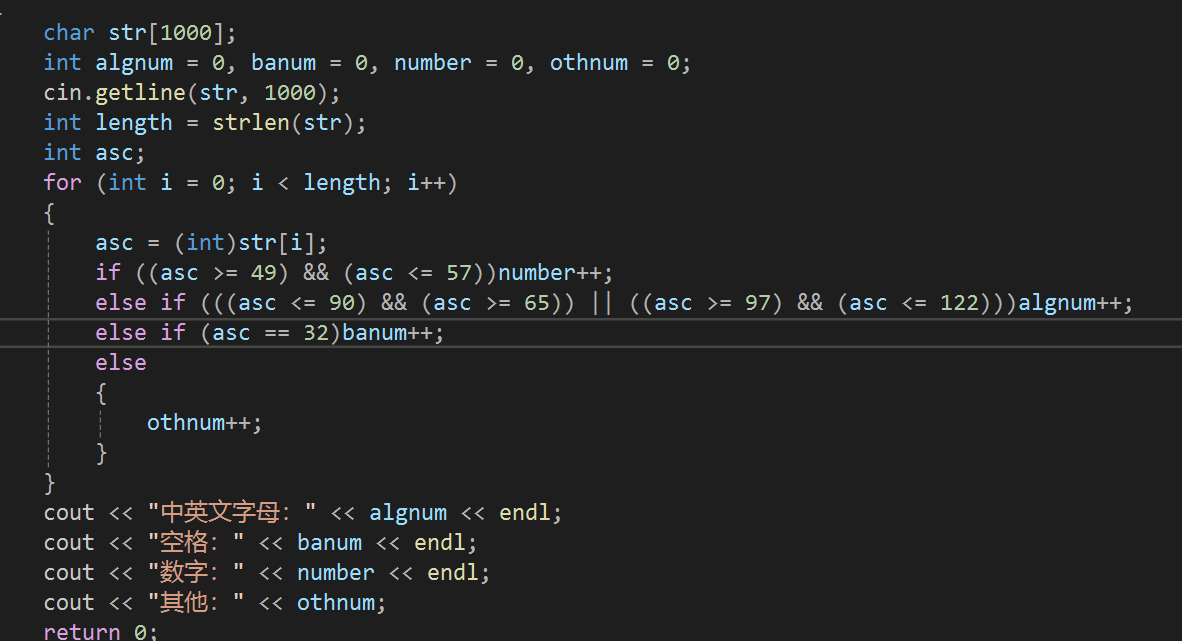 char str[1000];
int algnum = 0, banum = 0, number = 0, othnum = 0;
cin.getline(str, 1000);
int length = strlen(str);
int asc;
for (int i = 0; i < length; i++)
{
asc = (int)str[i];
if ((asc >= 49) && (asc <= 57))number++;
else if (((asc <= 90) && (asc >= 65)) || ((asc >= 97) && (asc <= 122)))algnum++;
else if (asc == 32)banum++;
else
{
othnum++;
}
}
cout << "中英文字母：" << algnum << endl;
cout << "空格：" << banum << endl;
cout << "数字：" << number << endl;
cout << "其他：" << othnum;
return 0;